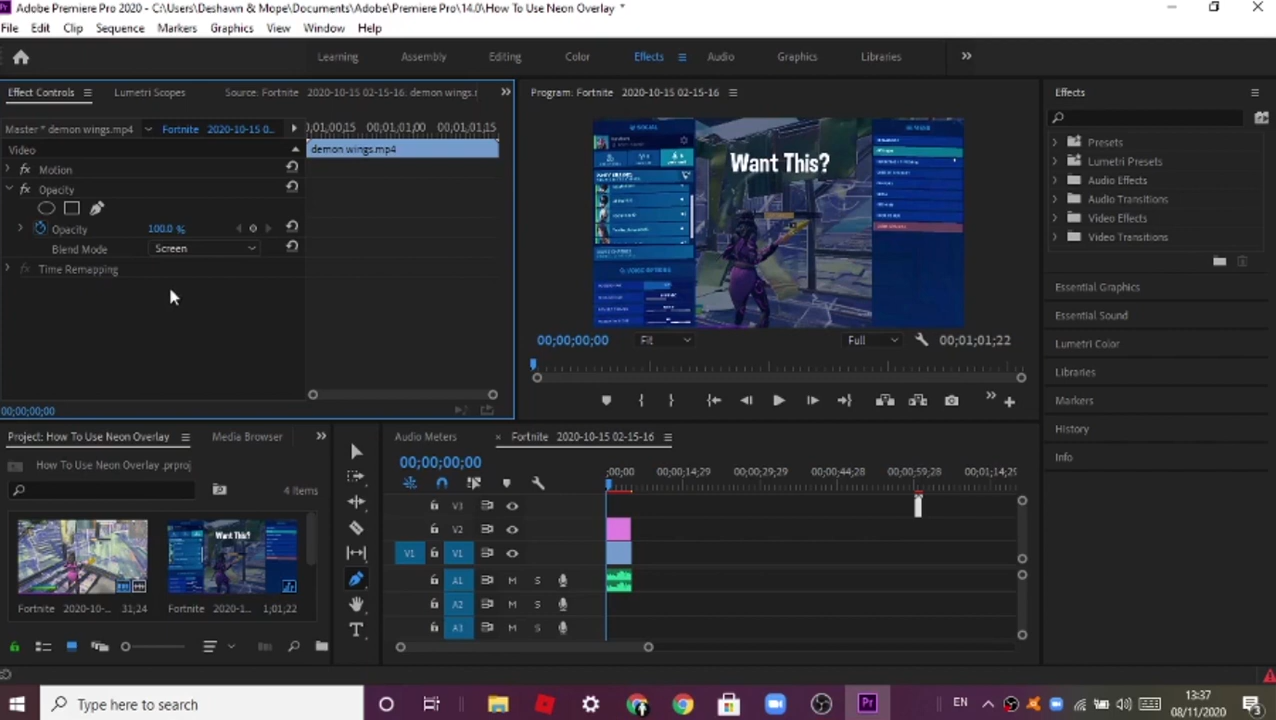 Adobe Premiere Pro 2020 - C:\Users\Deshawn & Mope\Documents\Adobe\Premiere Pro\14.0\How To Use Neon Overlay *
File Edit Clip Sequence Markers Graphics View Window Help
Learning Assembly Editing Color Effects Audio Graphics Libraries
Effect Controls Lumetri Scopes Source: Fortnite 2020-10-15 02-15-16: demon wings.r
Program: Fortnite 2020-10-15 02-15-16
Effects
Master * demon wings.mp4 Fortnite 2020-10-15 0...
;01;00;15 00;01;01;00 00;01;01;15
Video
demon wings.mp4
fx Motion
fx Opacity
Opacity 100.0 %
Blend Mode Screen
fx Time Remapping
00;00;00;00
SOCIAL
Want This?
00;00;00;00 Fit Full 00;01;01;22
Presets
Lumetri Presets
Audio Effects
Audio Transitions
Video Effects
Video Transitions
Essential Graphics
Essential Sound
Lumetri Color
Libraries
Markers
History
Info
Project: How To Use Neon Overlay Media Browser
How To Use Neon Overlay .prproj
4 Items
Want This?
Fortnite 2020-10-... 31;24
Fortnite 2020-1... 1;01;22
Audio Meters × Fortnite 2020-10-15 02-15-16
00;00;00;00
;00;00 00;00;14;29 00;00;29;29 00;00;44;28 00;00;59;28 00;01;14;29
V3
V2
V1 V1
A1 M S
A2 M S
A3 M S
Type here to search
Pr
EN
13:37
08/11/2020
3